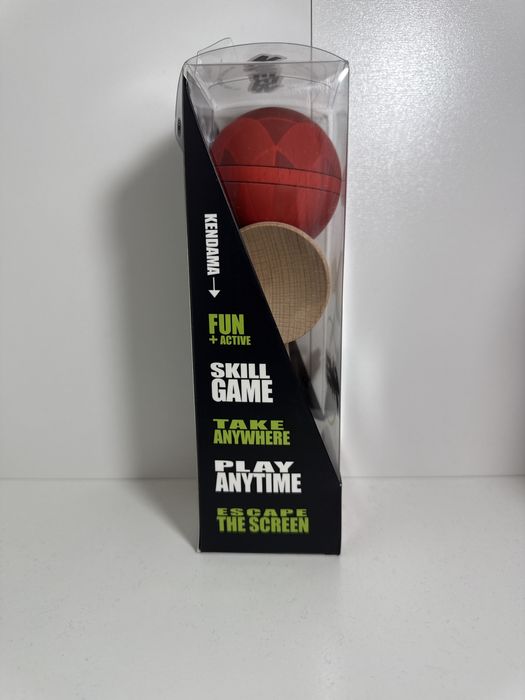 KENDAMA →
FUN
+ ACTIVE
SKILL
GAME
TAKE
ANYWHERE
PLAY
ANYTIME
ESCAPE
THE SCREEN